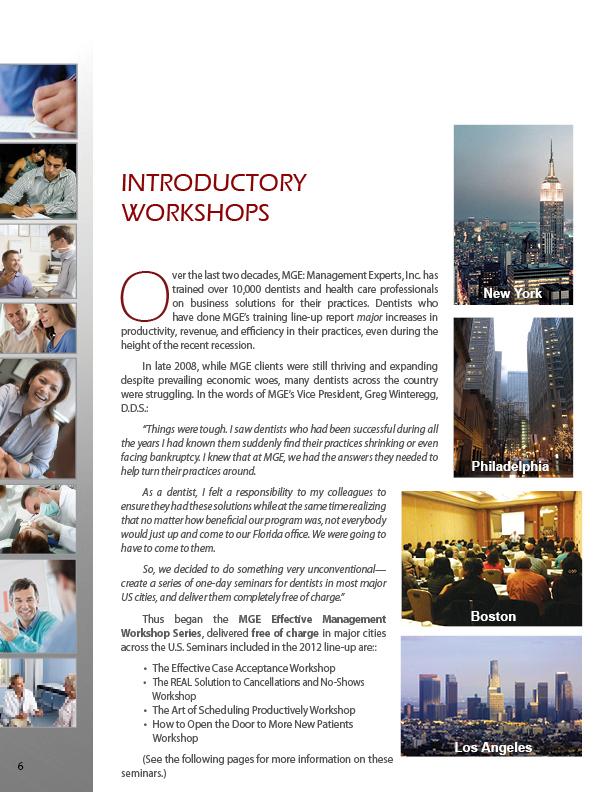 INTRODUCTORY
WORKSHOPS
Over the last two decades, MGE: Management Experts, Inc. has
trained over 10,000 dentists and health care professionals
on business solutions for their practices. Dentists who
have done MGE's training line-up report major increases in
productivity, revenue, and efficiency in their practices, even during the
height of the recent recession.
In late 2008, while MGE clients were still thriving and expanding
despite prevailing economic woes, many dentists across the country
were struggling. In the words of MGE's Vice President, Greg Winteregg,
D.D.S.:
"Things were tough. I saw dentists who had been successful during all
the years I had known them suddenly find their practices shrinking or even
facing bankruptcy. I knew that at MGE, we had the answers they needed to
help turn their practices around.
As a dentist, I felt a responsibility to my colleagues to
ensure they had these solutions while at the same time realizing
that no matter how beneficial our program was, not everybody
would just up and come to our Florida office. We were going to
have to come to them.
So, we decided to do something very unconventional—
create a series of one-day seminars for dentists in most major
US cities, and deliver them completely free of charge."
Thus began the MGE Effective Management
Workshop Series, delivered free of charge in major cities
across the U.S. Seminars included in the 2012 line-up are::
• The Effective Case Acceptance Workshop
• The REAL Solution to Cancellations and No-Shows
Workshop
• The Art of Scheduling Productively Workshop
• How to Open the Door to More New Patients
Workshop
(See the following pages for more information on these
seminars.)
New York
Philadelphia
Boston
Los Angeles
6